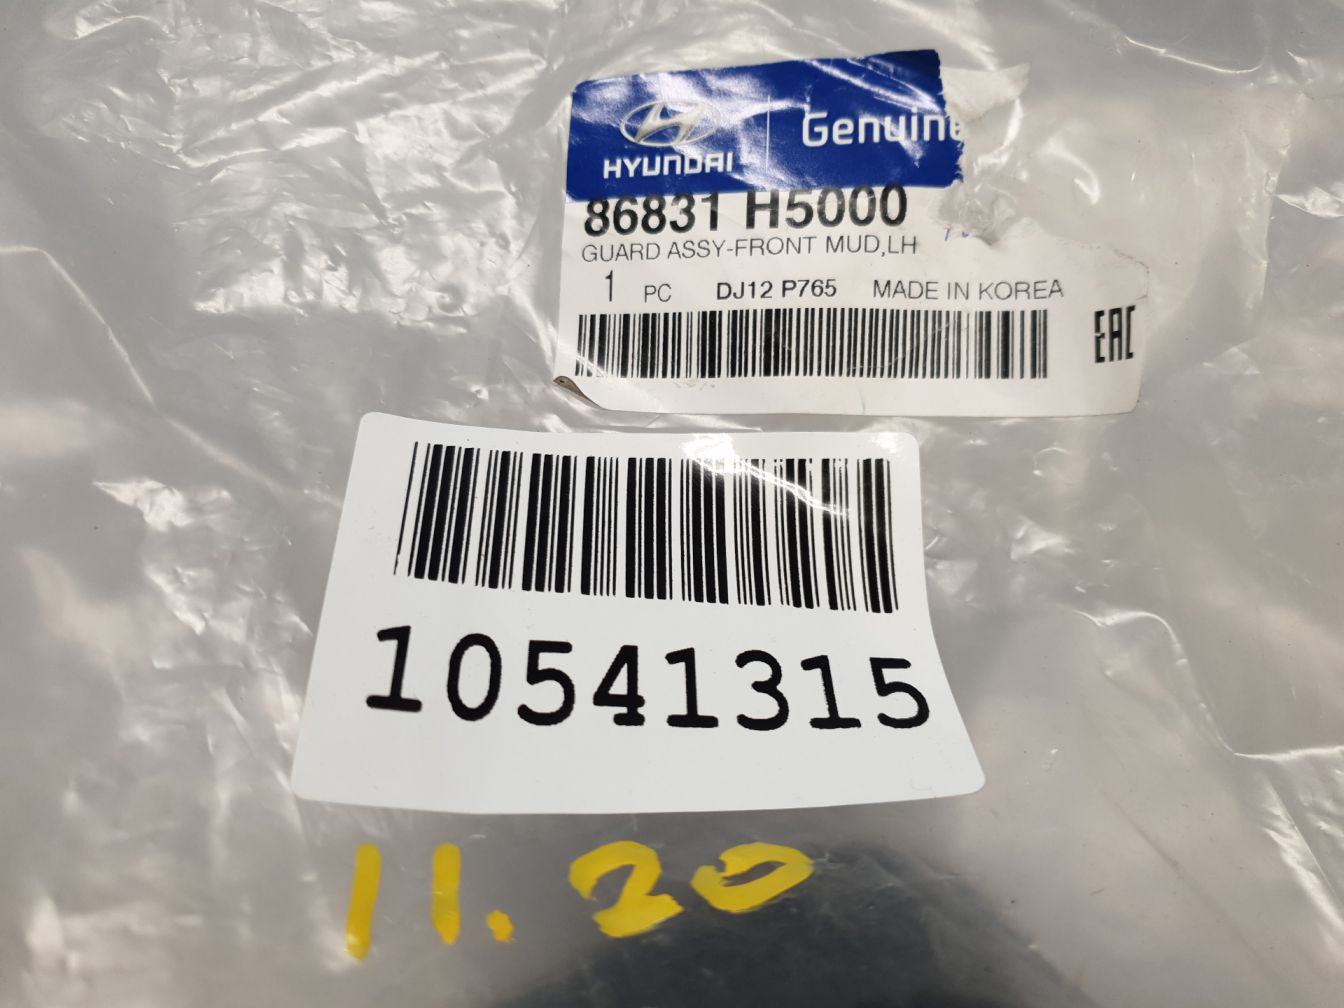 HYUNDAI
Genuine
86831 H5000
GUARD ASSY-FRONT MUD,LH
1 PC DJ12 P765 MADE IN KOREA
EAC
10541315
11.20